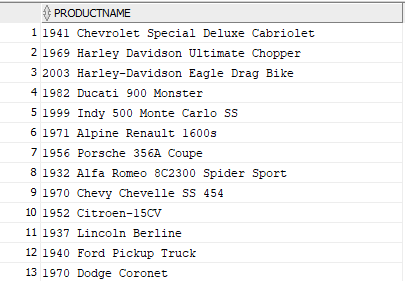 PRODUCTNAME
1 1941 Chevrolet Special Deluxe Cabriolet
2 1969 Harley Davidson Ultimate Chopper
3 2003 Harley-Davidson Eagle Drag Bike
4 1982 Ducati 900 Monster
5 1999 Indy 500 Monte Carlo SS
6 1971 Alpine Renault 1600s
7 1956 Porsche 356A Coupe
8 1932 Alfa Romeo 8C2300 Spider Sport
9 1970 Chevy Chevelle SS 454
10 1952 Citroen-15CV
11 1937 Lincoln Berline
12 1940 Ford Pickup Truck
13 1970 Dodge Coronet